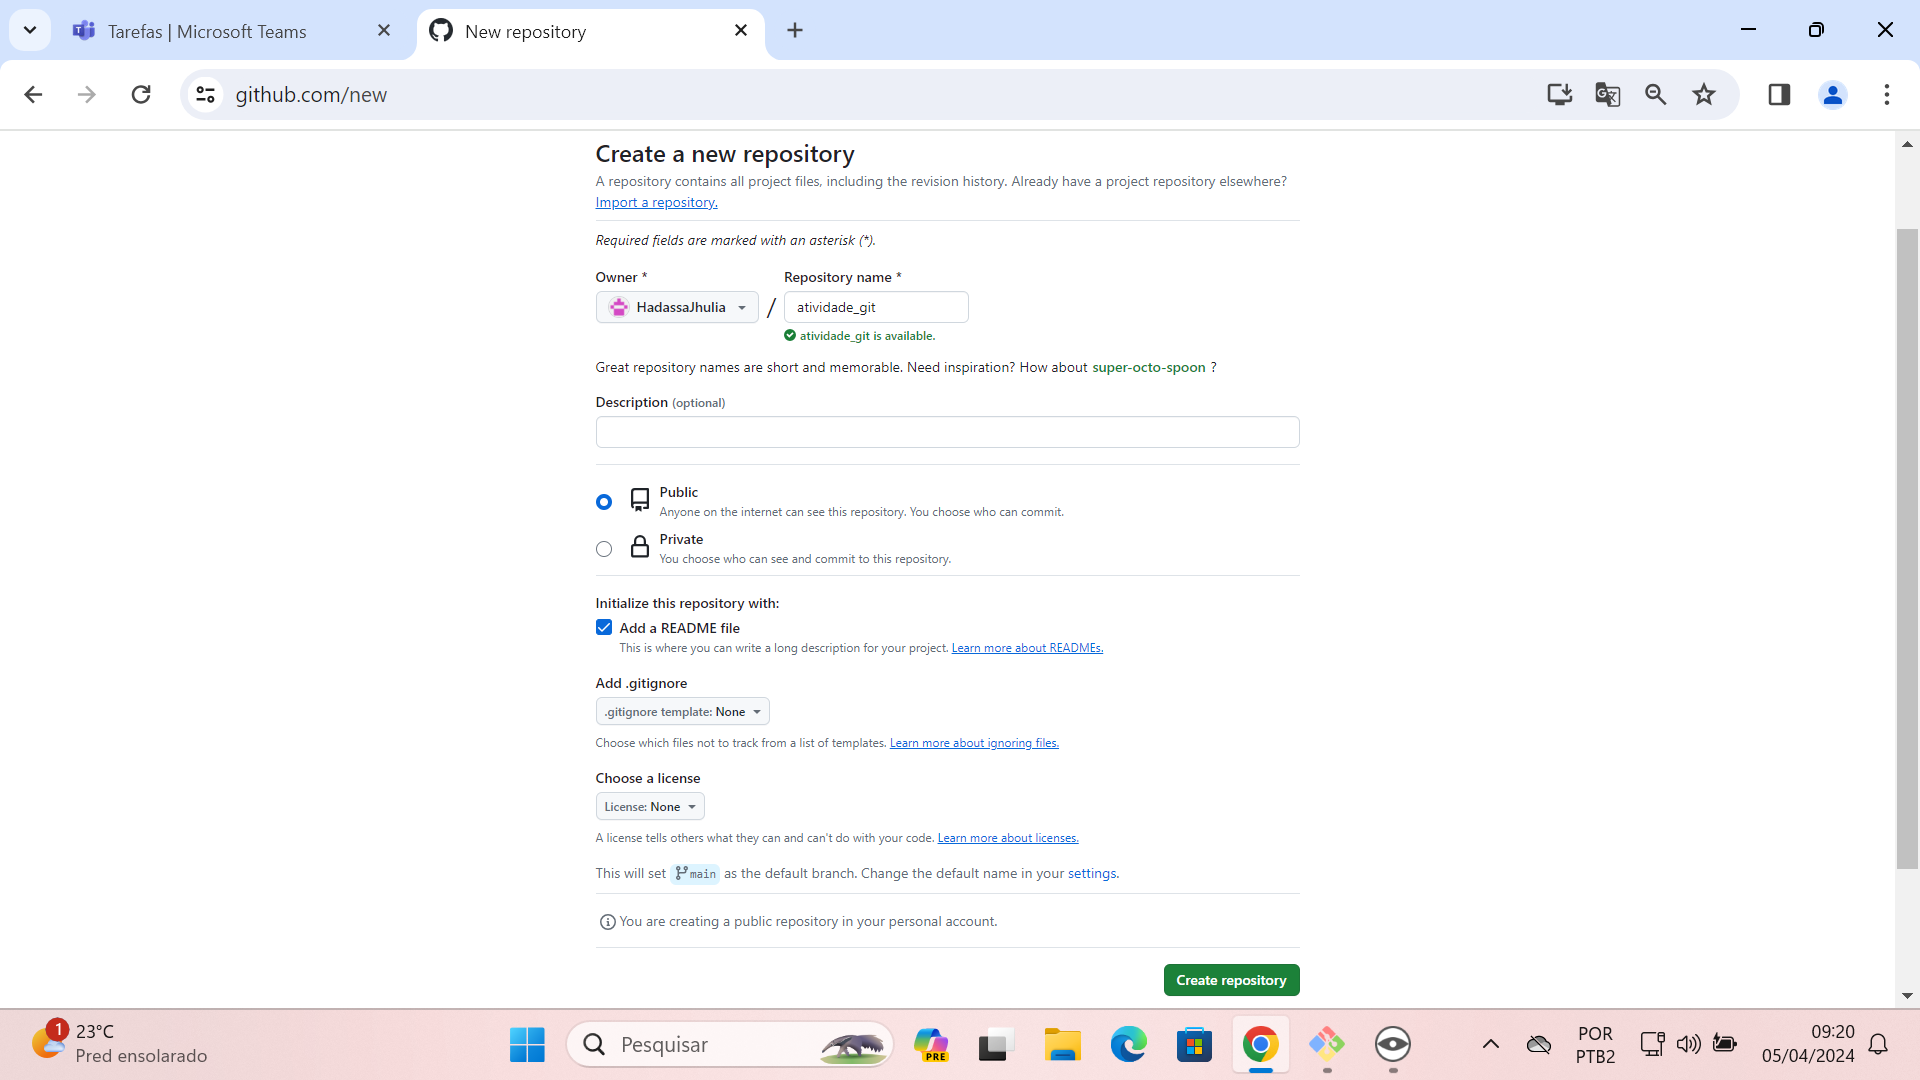 Tarefas | Microsoft Teams
New repository
github.com/new
Create a new repository
A repository contains all project files, including the revision history. Already have a project repository elsewhere?
Import a repository.
Required fields are marked with an asterisk (*).
Owner *
Repository name *
HadassaJhulia
/
atividade_git
atividade_git is available.
Great repository names are short and memorable. Need inspiration? How about super-octo-spoon ?
Description (optional)
Public
Anyone on the internet can see this repository. You choose who can commit.
Private
You choose who can see and commit to this repository.
Initialize this repository with:
Add a README file
This is where you can write a long description for your project. Learn more about READMEs.
Add .gitignore
.gitignore template: None
Choose which files not to track from a list of templates. Learn more about ignoring files.
Choose a license
License: None
A license tells others what they can and can't do with your code. Learn more about licenses.
This will set main as the default branch. Change the default name in your settings.
You are creating a public repository in your personal account.
Create repository
1
23°C
Pred ensolarado
Pesquisar
PRE
POR
PTB2
09:20
05/04/2024